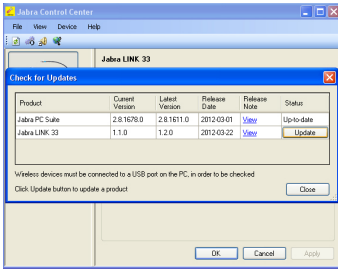 Jabra Control Center
File View Device Help
Jabra LINK 33
Check for Updates
Product Current Version Latest Version Release Date Release Note Status
Jabra PC Suite 2.8.1678.0 2.8.1611.0 2012-03-01 View Up-to-date
Jabra LINK 33 1.1.0 1.2.0 2012-03-22 View Update
Wireless devices must be connected to a USB port on the PC, in order to be checked
Click Update button to update a product
Close
OK Cancel Apply